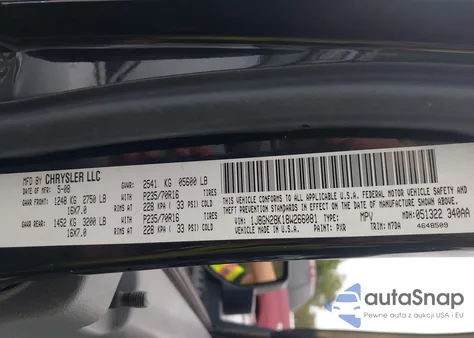 MFD BY CHRYSLER LLC
DATE OF MFR: 5-08 GVWR: 2541 KG 05600 LB
GAWR FRONT: 1248 KG 2750 LB TIRES P235/70R16
16X7.0 RIMS AT 228 KPA ( 33 ) PSI COLD
GAWR REAR: 1452 KG 3200 LB TIRES P235/70R16
16X7.0 RIMS AT 228 KPA ( 33 ) PSI COLD
THIS VEHICLE CONFORMS TO ALL APPLICABLE U.S.A. FEDERAL MOTOR VEHICLE SAFETY AND
THEFT PREVENTION STANDARDS IN EFFECT ON THE DATE OF MANUFACTURE SHOWN ABOVE.
VIN: 1J8GN28K18W266081 TYPE: MPV MDH: 051322 340AA
VEHICLE MADE IN U.S.A. PAINT: PXR TRIM: M7DA 4648509
autoSnap
Pewne auta z aukcji USA i EU